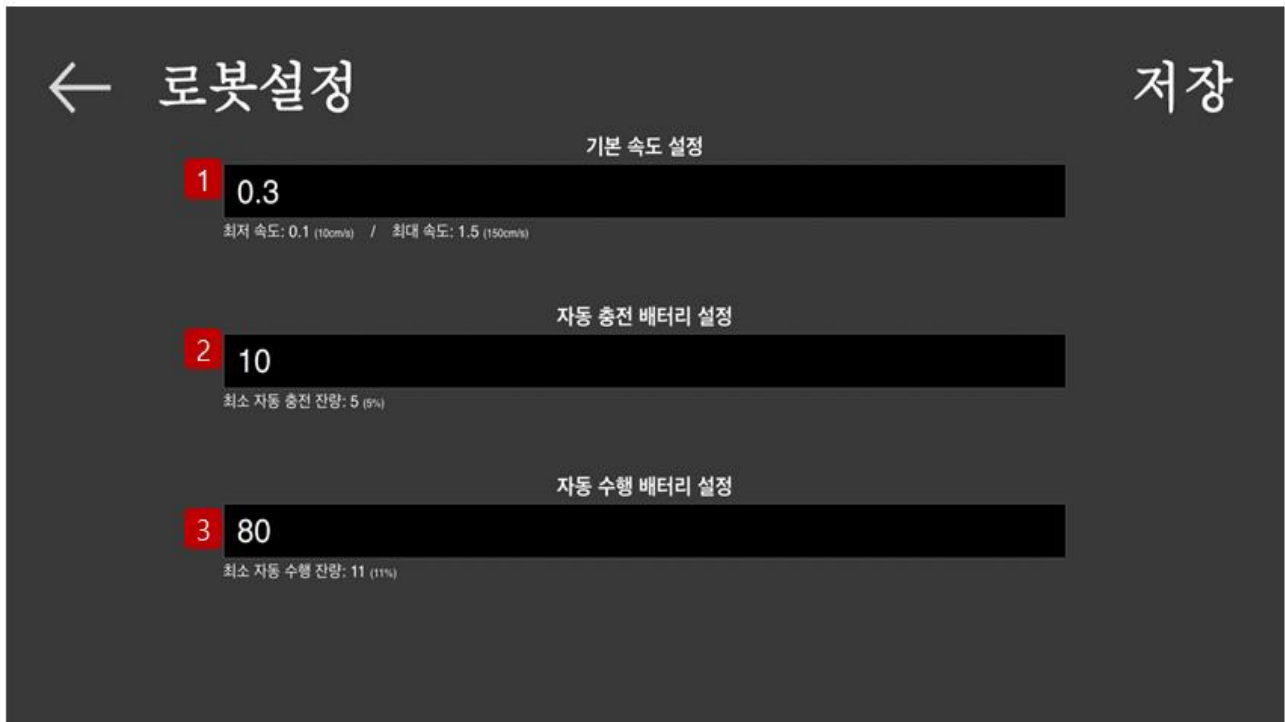 ← 로봇설정 저장
기본 속도 설정
1 0.3
최저 속도: 0.1 (10cm/s) / 최대 속도: 1.5 (150cm/s)
자동 충전 배터리 설정
2 10
최소 자동 충전 잔량: 5 (5%)
자동 수행 배터리 설정
3 80
최소 자동 수행 잔량: 11 (11%)